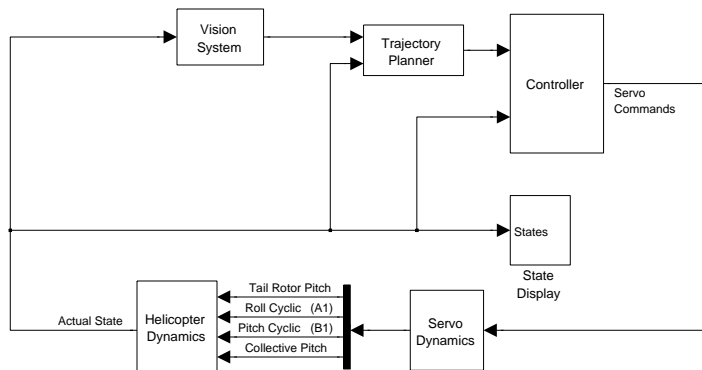 Vision
System
Trajectory
Planner
Controller
Servo
Commands
States
State
Display
Tail Rotor Pitch
Roll Cyclic (A1)
Pitch Cyclic (B1)
Collective Pitch
Actual State
Helicopter
Dynamics
Servo
Dynamics